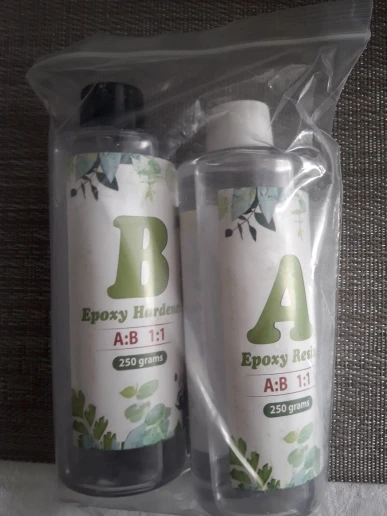 B
Epoxy Hardene
A:B 1:1
250 grams
A
Epoxy Resi
A:B 1:1
250 grams